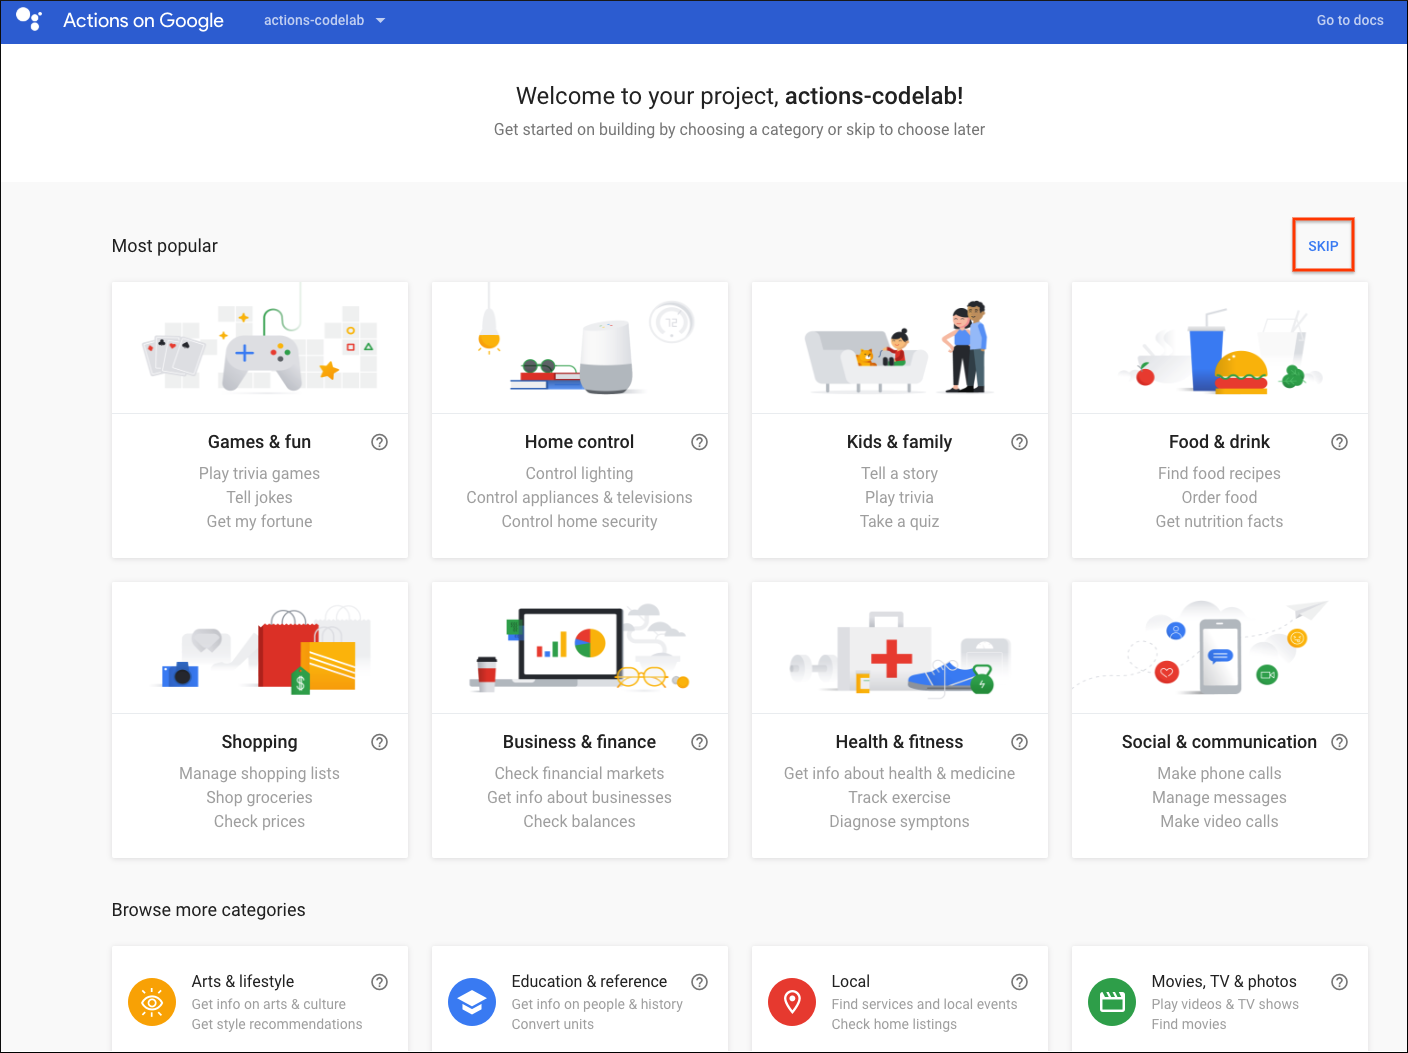 Actions on Google
actions-codelab
Go to docs
Welcome to your project, actions-codelab!
Get started on building by choosing a category or skip to choose later
Most popular
SKIP
72
Games & fun
Play trivia games
Tell jokes
Get my fortune
Home control
Control lighting
Control appliances & televisions
Control home security
Kids & family
Tell a story
Play trivia
Take a quiz
Food & drink
Find food recipes
Order food
Get nutrition facts
$
Shopping
Manage shopping lists
Shop groceries
Check prices
Business & finance
Check financial markets
Get info about businesses
Check balances
Health & fitness
Get info about health & medicine
Track exercise
Diagnose symptons
Social & communication
Make phone calls
Manage messages
Make video calls
Browse more categories
Arts & lifestyle
Get info on arts & culture
Get style recommendations
Education & reference
Get info on people & history
Convert units
Local
Find services and local events
Check home listings
Movies, TV & photos
Play videos & TV shows
Find movies